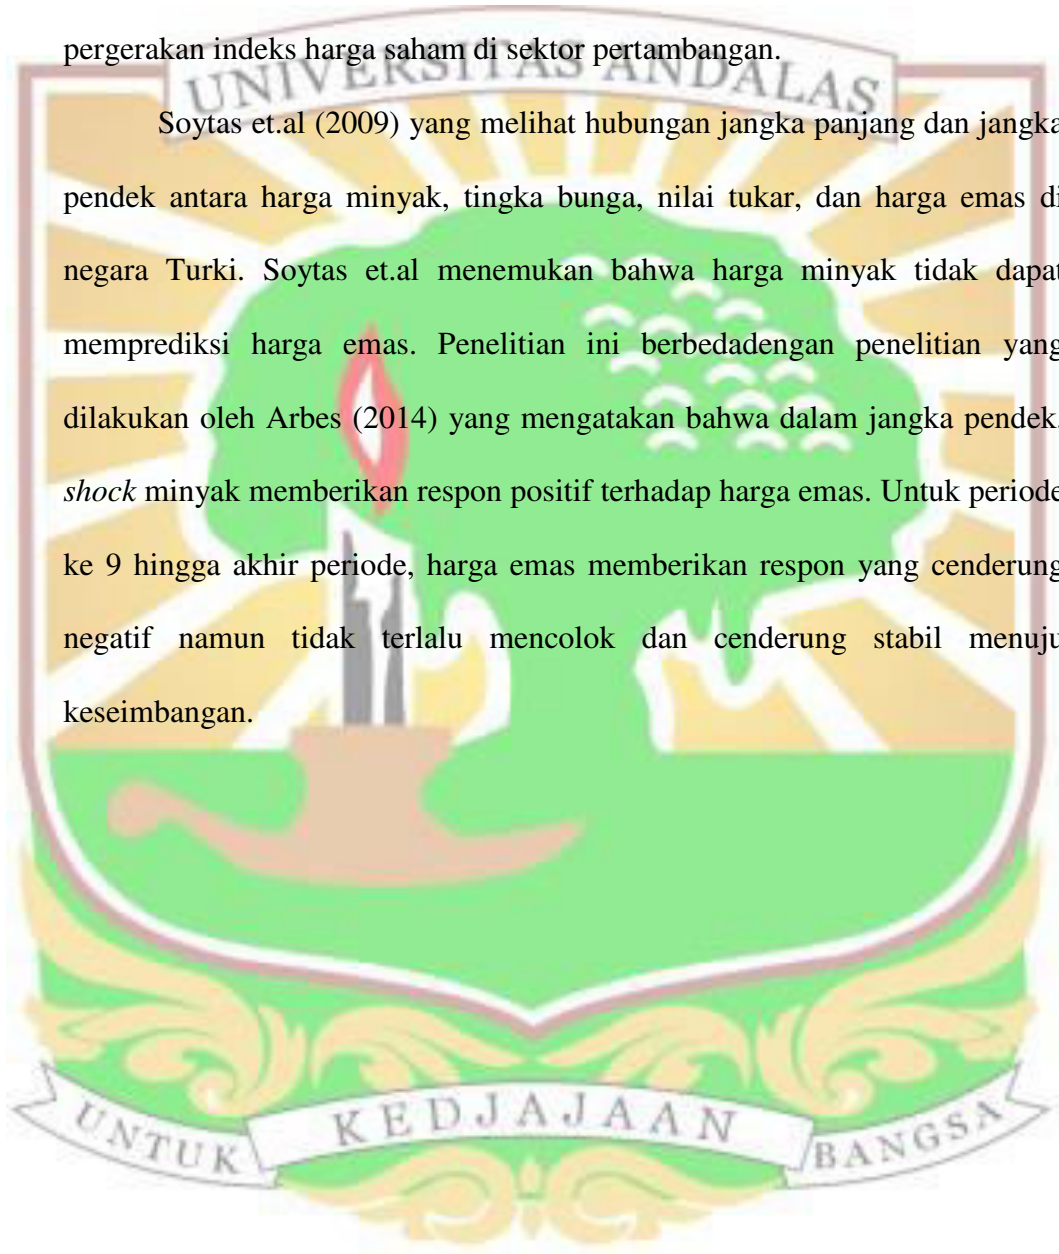 pergerakan indeks harga saham di sektor pertambangan.
UNIVERSITAS ANDALAS
Soytas et.al (2009) yang melihat hubungan jangka panjang dan jangka
pendek antara harga minyak, tingka bunga, nilai tukar, dan harga emas di
negara Turki. Soytas et.al menemukan bahwa harga minyak tidak dapat
memprediksi harga emas. Penelitian ini berbedadengan penelitian yang
dilakukan oleh Arbes (2014) yang mengatakan bahwa dalam jangka pendek,
shock minyak memberikan respon positif terhadap harga emas. Untuk periode
ke 9 hingga akhir periode, harga emas memberikan respon yang cenderung
negatif namun tidak terlalu mencolok dan cenderung stabil menuju
keseimbangan.
UNTUK KEDJAJAAN BANGSA